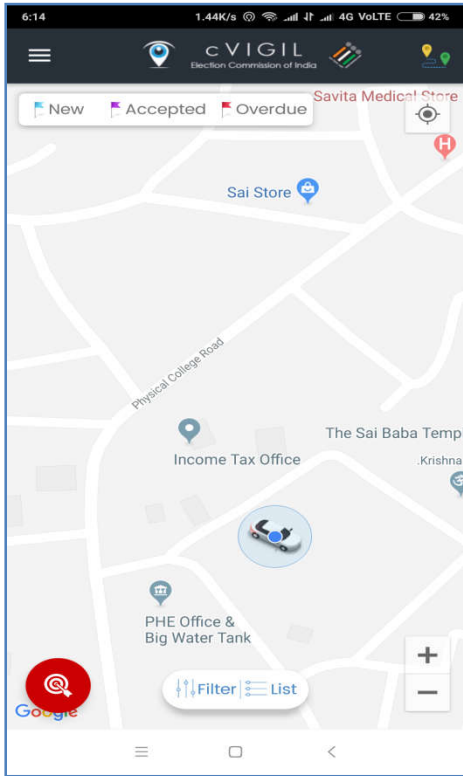 6:14 1.44K/s 4G VoLTE 42%
cVIGIL
Election Commission of India
New Accepted Overdue
Savita Medical Store
H
Sai Store
Physical College Road
Income Tax Office
The Sai Baba Temp
.Krishna
PHE Office &
Big Water Tank
+
Filter List
−
Google